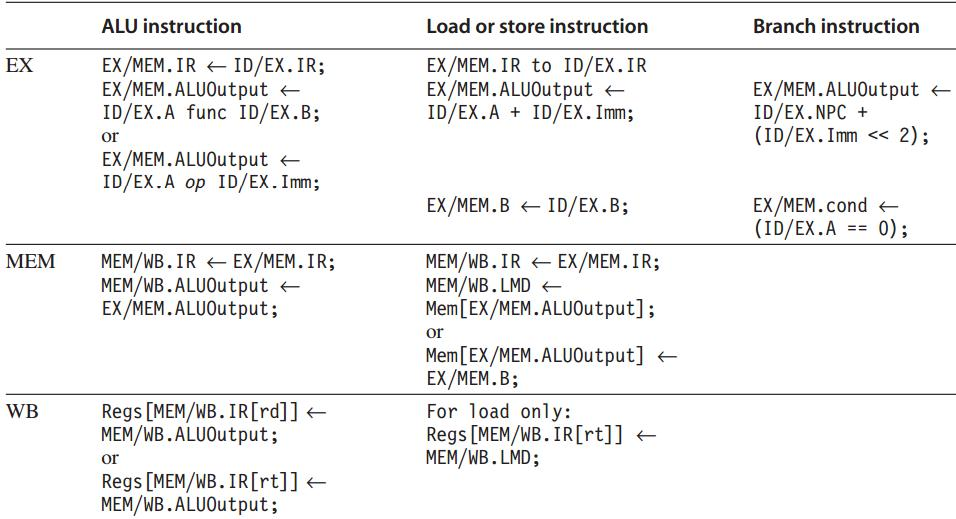 ALU instruction Load or store instruction Branch instruction
EX
EX/MEM.IR ← ID/EX.IR;
EX/MEM.ALUOutput ←
ID/EX.A func ID/EX.B;
or
EX/MEM.ALUOutput ←
ID/EX.A op ID/EX.Imm;
EX/MEM.IR to ID/EX.IR
EX/MEM.ALUOutput ←
ID/EX.A + ID/EX.Imm;
EX/MEM.B ← ID/EX.B;
EX/MEM.ALUOutput ←
ID/EX.NPC +
(ID/EX.Imm << 2);
EX/MEM.cond ←
(ID/EX.A == 0);
MEM
MEM/WB.IR ← EX/MEM.IR;
MEM/WB.ALUOutput ←
EX/MEM.ALUOutput;
MEM/WB.IR ← EX/MEM.IR;
MEM/WB.LMD ←
Mem[EX/MEM.ALUOutput];
or
Mem[EX/MEM.ALUOutput] ←
EX/MEM.B;
WB
Regs[MEM/WB.IR[rd]] ←
MEM/WB.ALUOutput;
or
Regs[MEM/WB.IR[rt]] ←
MEM/WB.ALUOutput;
For load only:
Regs[MEM/WB.IR[rt]] ←
MEM/WB.LMD;